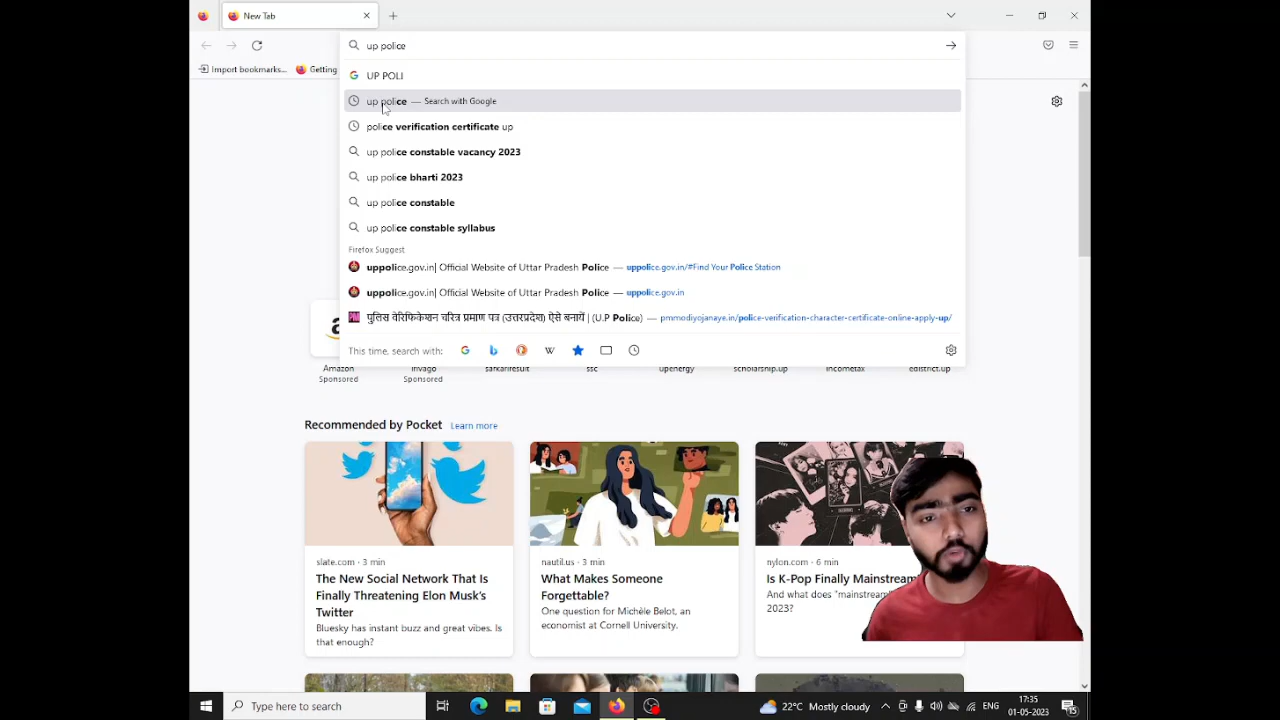 New Tab
up police
Import bookmarks...
Getting
UP POLI
up police — Search with Google
police verification certificate up
up police constable vacancy 2023
up police bharti 2023
up police constable
up police constable syllabus
Firefox Suggest
uppolice.gov.in| Official Website of Uttar Pradesh Police — uppolice.gov.in/#Find Your Police Station
uppolice.gov.in| Official Website of Uttar Pradesh Police — uppolice.gov.in
पुलिस वेरिफिकेशन चरित्र प्रमाण पत्र (उत्तरप्रदेश) ऐसे बनायें | (U.P Police) — pmmodiyojanaye.in/police-verification-character-certificate-online-apply-up/
This time, search with:
Amazon
Sponsored
Trivago
Sponsored
sarkariresult
ssc
upenergy
scholarship.up
incometax
edistrict.up
Recommended by Pocket Learn more
slate.com · 3 min
The New Social Network That Is
Finally Threatening Elon Musk's
Twitter
Bluesky has instant buzz and great vibes. Is
that enough?
nautil.us · 3 min
What Makes Someone
Forgettable?
One question for Michèle Belot, an
economist at Cornell University.
nylon.com · 6 min
Is K-Pop Finally Mainstream
And what does "mainstream"
2023?
Type here to search
22°C Mostly cloudy
ENG
17:35
01-05-2023
15